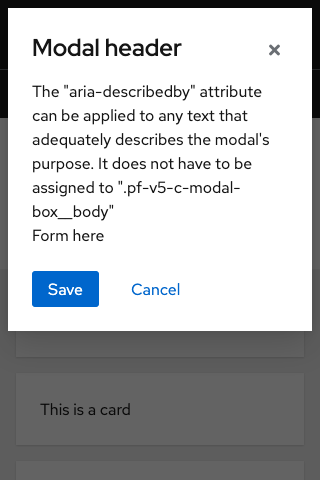 Modal header
The "aria-describedby" attribute
can be applied to any text that
adequately describes the modal's
purpose. It does not have to be
assigned to ".pf-v5-c-modal-
box__body"
Form here
Save
Cancel
This is a card